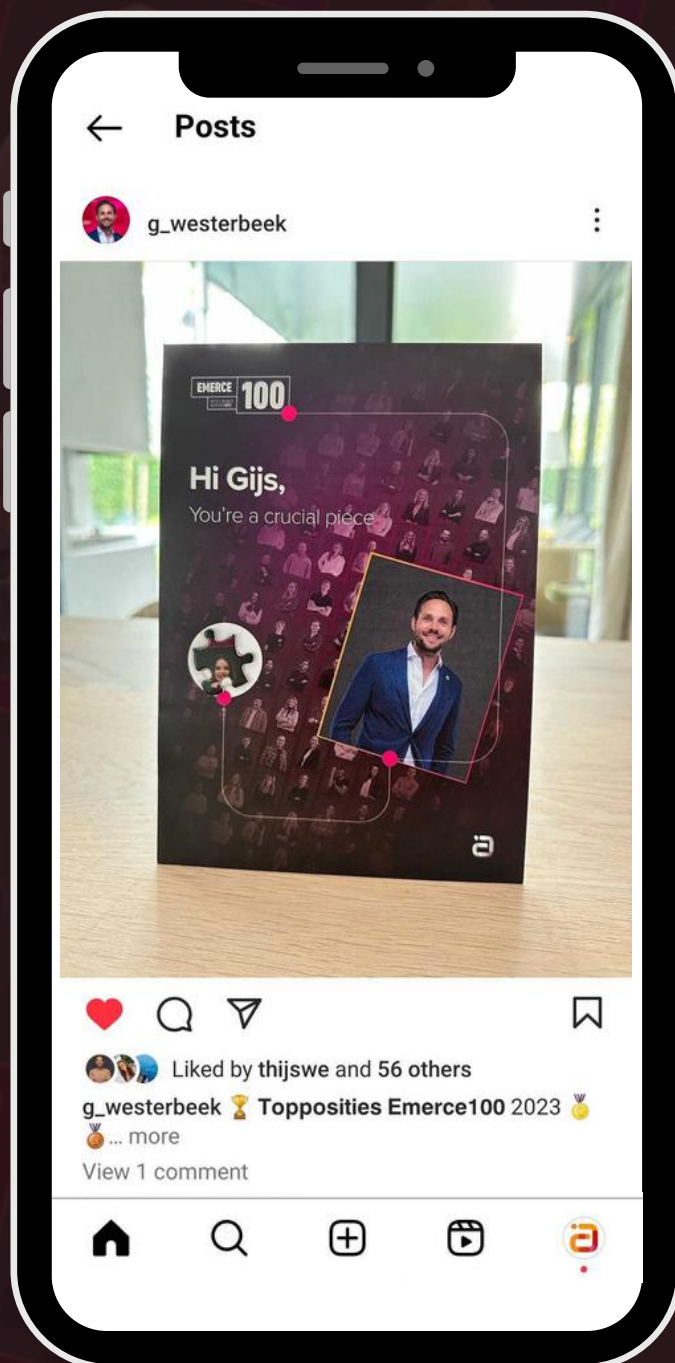 Posts
g_westerbeek
EMERCE
100
Hi Gijs,
You're a crucial piece
Liked by thijswe and 56 others
g_westerbeek 🏆 Topposities Emerce100 2023 🥇
🥉... more
View 1 comment